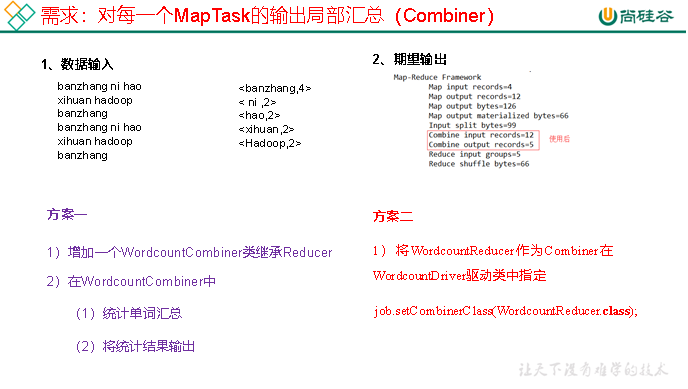 需求：对每一个MapTask的输出局部汇总（Combiner）
尚硅谷
1、数据输入
banzhang ni hao
xihuan hadoop
banzhang
banzhang ni hao
xihuan hadoop
banzhang
<banzhang,4>
< ni ,2>
<hao,2>
<xihuan,2>
<Hadoop,2>
2、期望输出
Map-Reduce Framework
Map input records=4
Map output records=12
Map output bytes=126
Map output materialized bytes=66
Input split bytes=99
Combine input records=12
Combine output records=5
使用后
Reduce input groups=5
Reduce shuffle bytes=66
方案一
1）增加一个WordcountCombiner类继承Reducer
2）在WordcountCombiner中
（1）统计单词汇总
（2）将统计结果输出
方案二
1） 将WordcountReducer作为Combiner在
WordcountDriver驱动类中指定
job.setCombinerClass(WordcountReducer.class);
让天下没有难学的技术